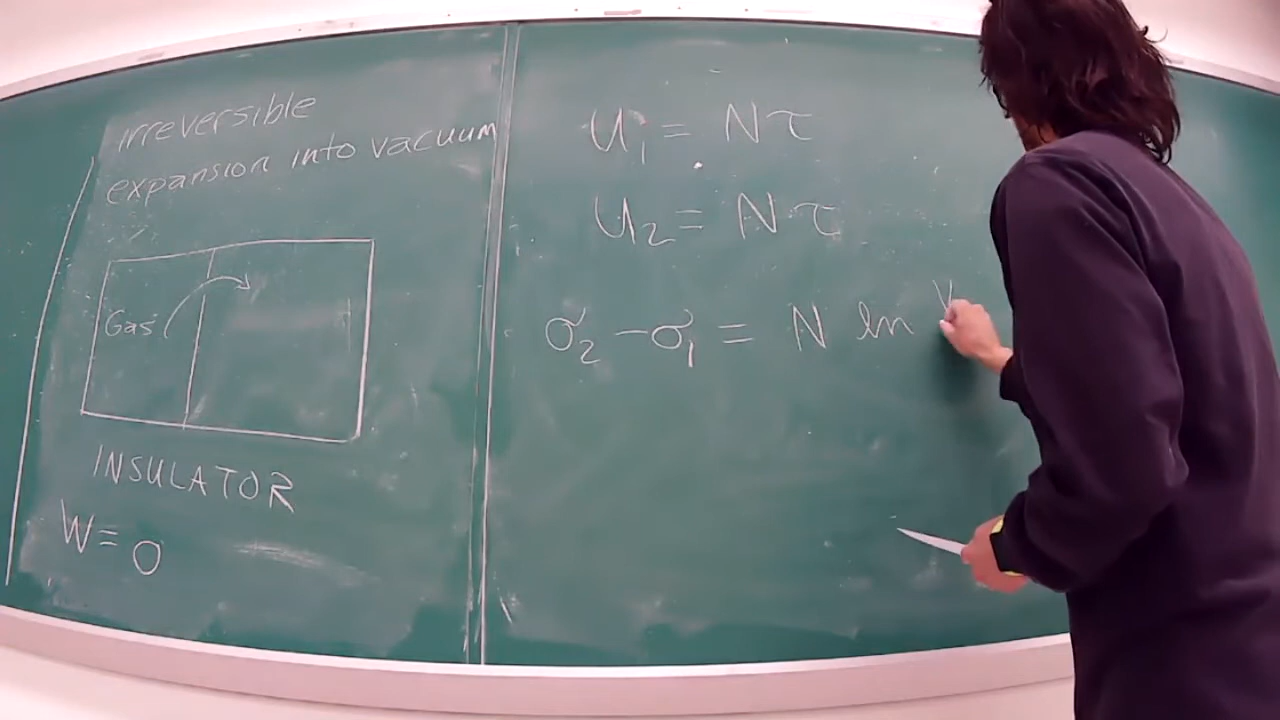 irreversible
expansion into vacuum
Gas
INSULATOR
W = 0
U₁ = Nτ
U₂ = Nτ
σ₂ − σ₁ = N ln V